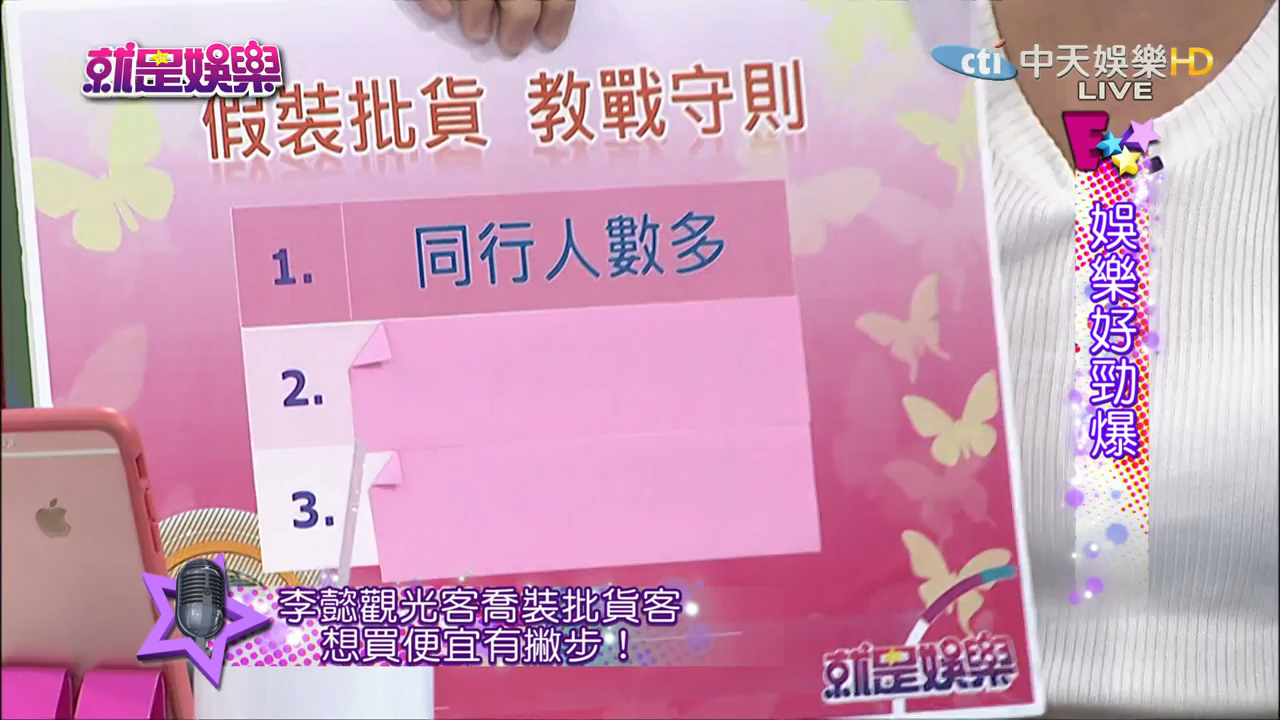 就是娛樂
cti 中天娛樂HD
LIVE
假裝批貨 教戰守則
1. 同行人數多
2.
3.
娛樂好勁爆
李懿觀光客喬裝批貨客
想買便宜有撇步！
就是娛樂